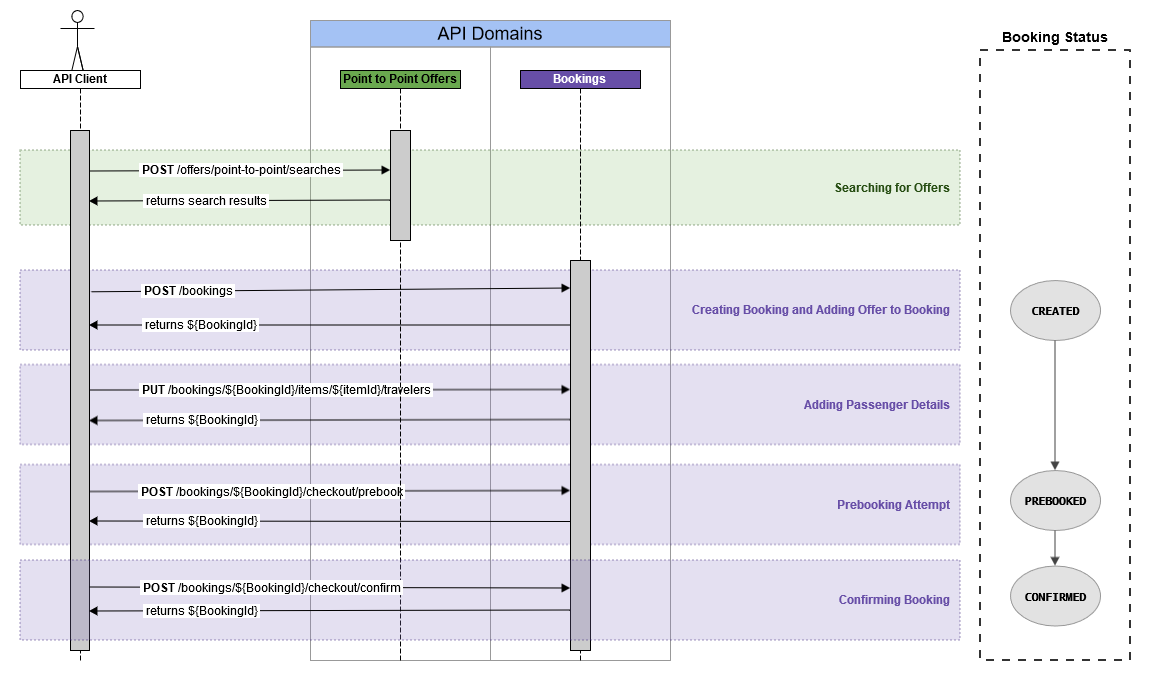 API Domains
Booking Status
API Client
Point to Point Offers
Bookings
POST /offers/point-to-point/searches
returns search results
Searching for Offers
POST /bookings
returns ${BookingId}
Creating Booking and Adding Offer to Booking
CREATED
PUT /bookings/${BookingId}/items/${itemId}/travelers
returns ${BookingId}
Adding Passenger Details
POST /bookings/${BookingId}/checkout/prebook
returns ${BookingId}
Prebooking Attempt
PREBOOKED
POST /bookings/${BookingId}/checkout/confirm
returns ${BookingId}
Confirming Booking
CONFIRMED